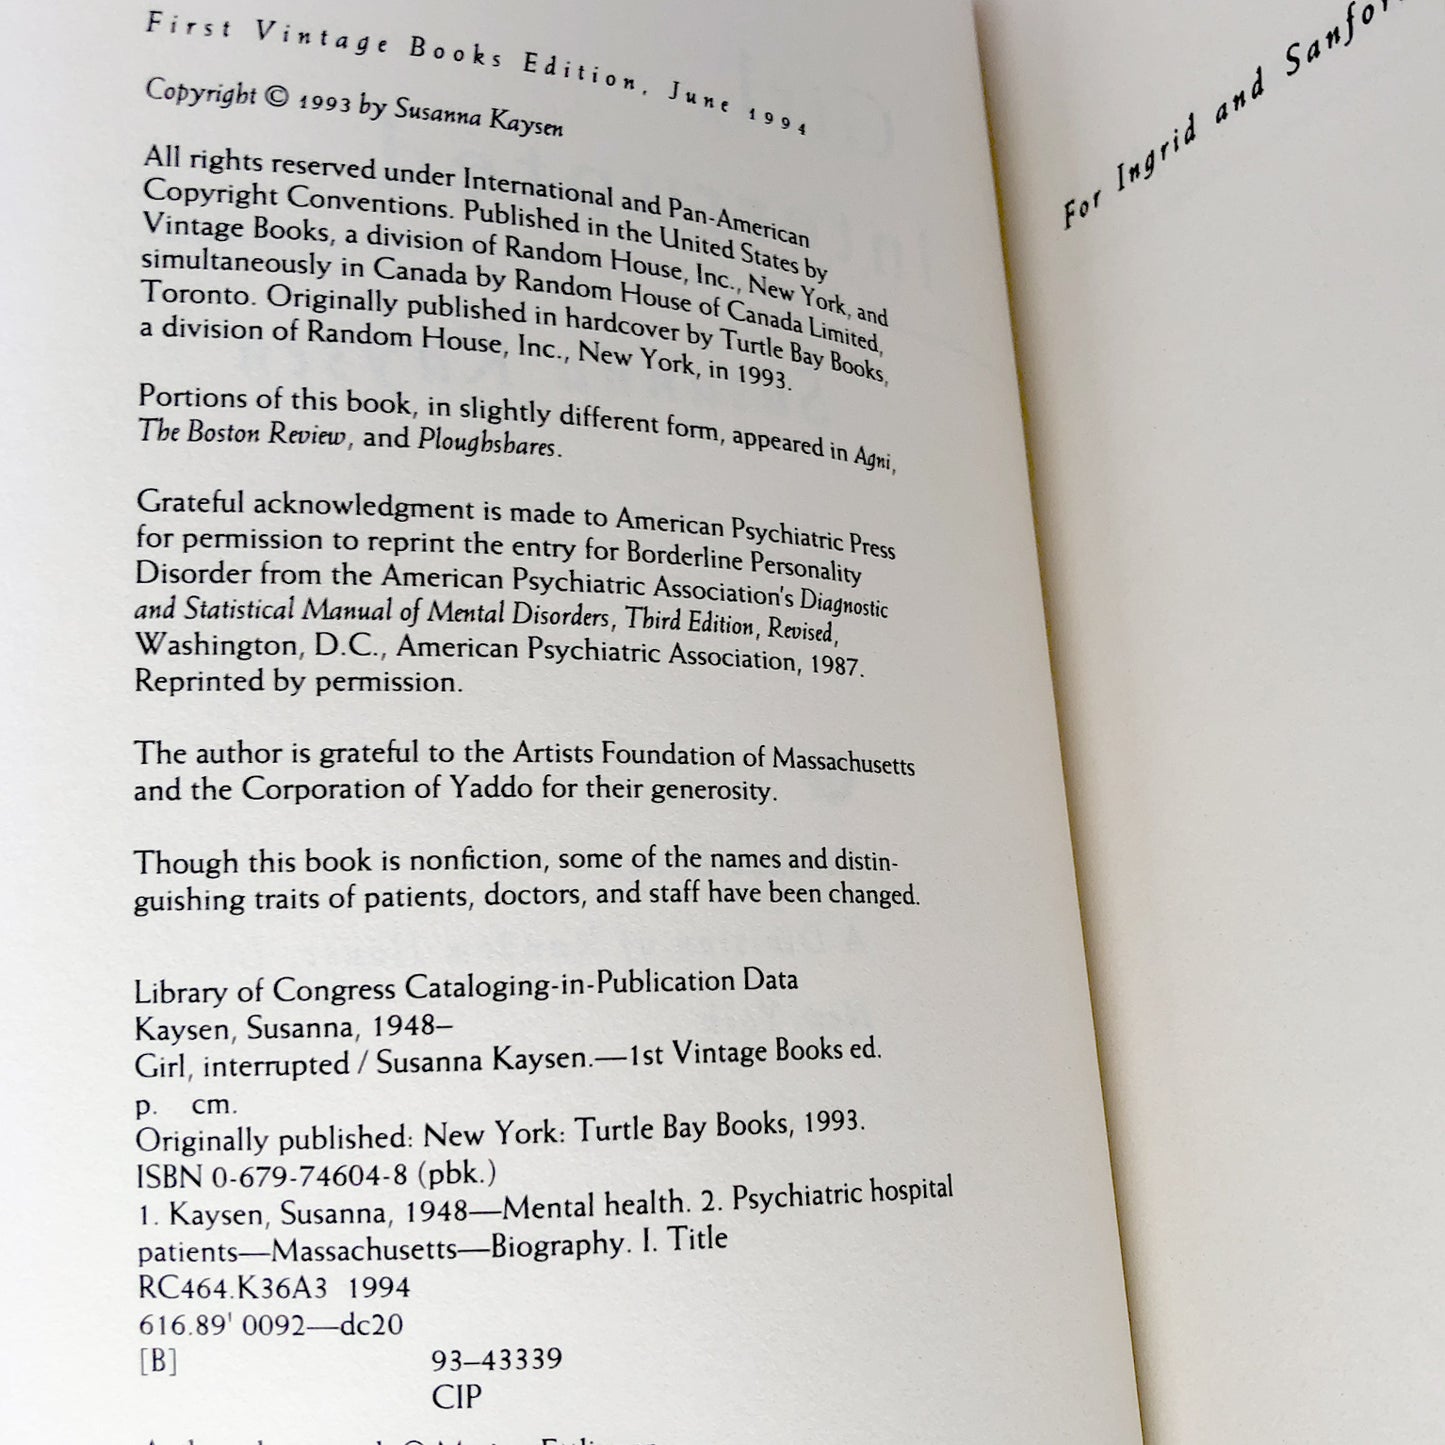 First Vintage Books Edition, June 1994
Copyright © 1993 by Susanna Kaysen
All rights reserved under International and Pan-American
Copyright Conventions. Published in the United States by
Vintage Books, a division of Random House, Inc., New York, and
simultaneously in Canada by Random House of Canada Limited,
Toronto. Originally published in hardcover by Turtle Bay Books,
a division of Random House, Inc., New York, in 1993.
Portions of this book, in slightly different form, appeared in Agni,
The Boston Review, and Ploughshares.
Grateful acknowledgment is made to American Psychiatric Press
for permission to reprint the entry for Borderline Personality
Disorder from the American Psychiatric Association's Diagnostic
and Statistical Manual of Mental Disorders, Third Edition, Revised,
Washington, D.C., American Psychiatric Association, 1987.
Reprinted by permission.
The author is grateful to the Artists Foundation of Massachusetts
and the Corporation of Yaddo for their generosity.
Though this book is nonfiction, some of the names and distin-
guishing traits of patients, doctors, and staff have been changed.
Library of Congress Cataloging-in-Publication Data
Kaysen, Susanna, 1948–
Girl, interrupted / Susanna Kaysen.—1st Vintage Books ed.
p. cm.
Originally published: New York: Turtle Bay Books, 1993.
ISBN 0-679-74604-8 (pbk.)
1. Kaysen, Susanna, 1948—Mental health. 2. Psychiatric hospital
patients—Massachusetts—Biography. I. Title
RC464.K36A3 1994
616.89' 0092—dc20
[B] 93–43339
CIP
For Ingrid and